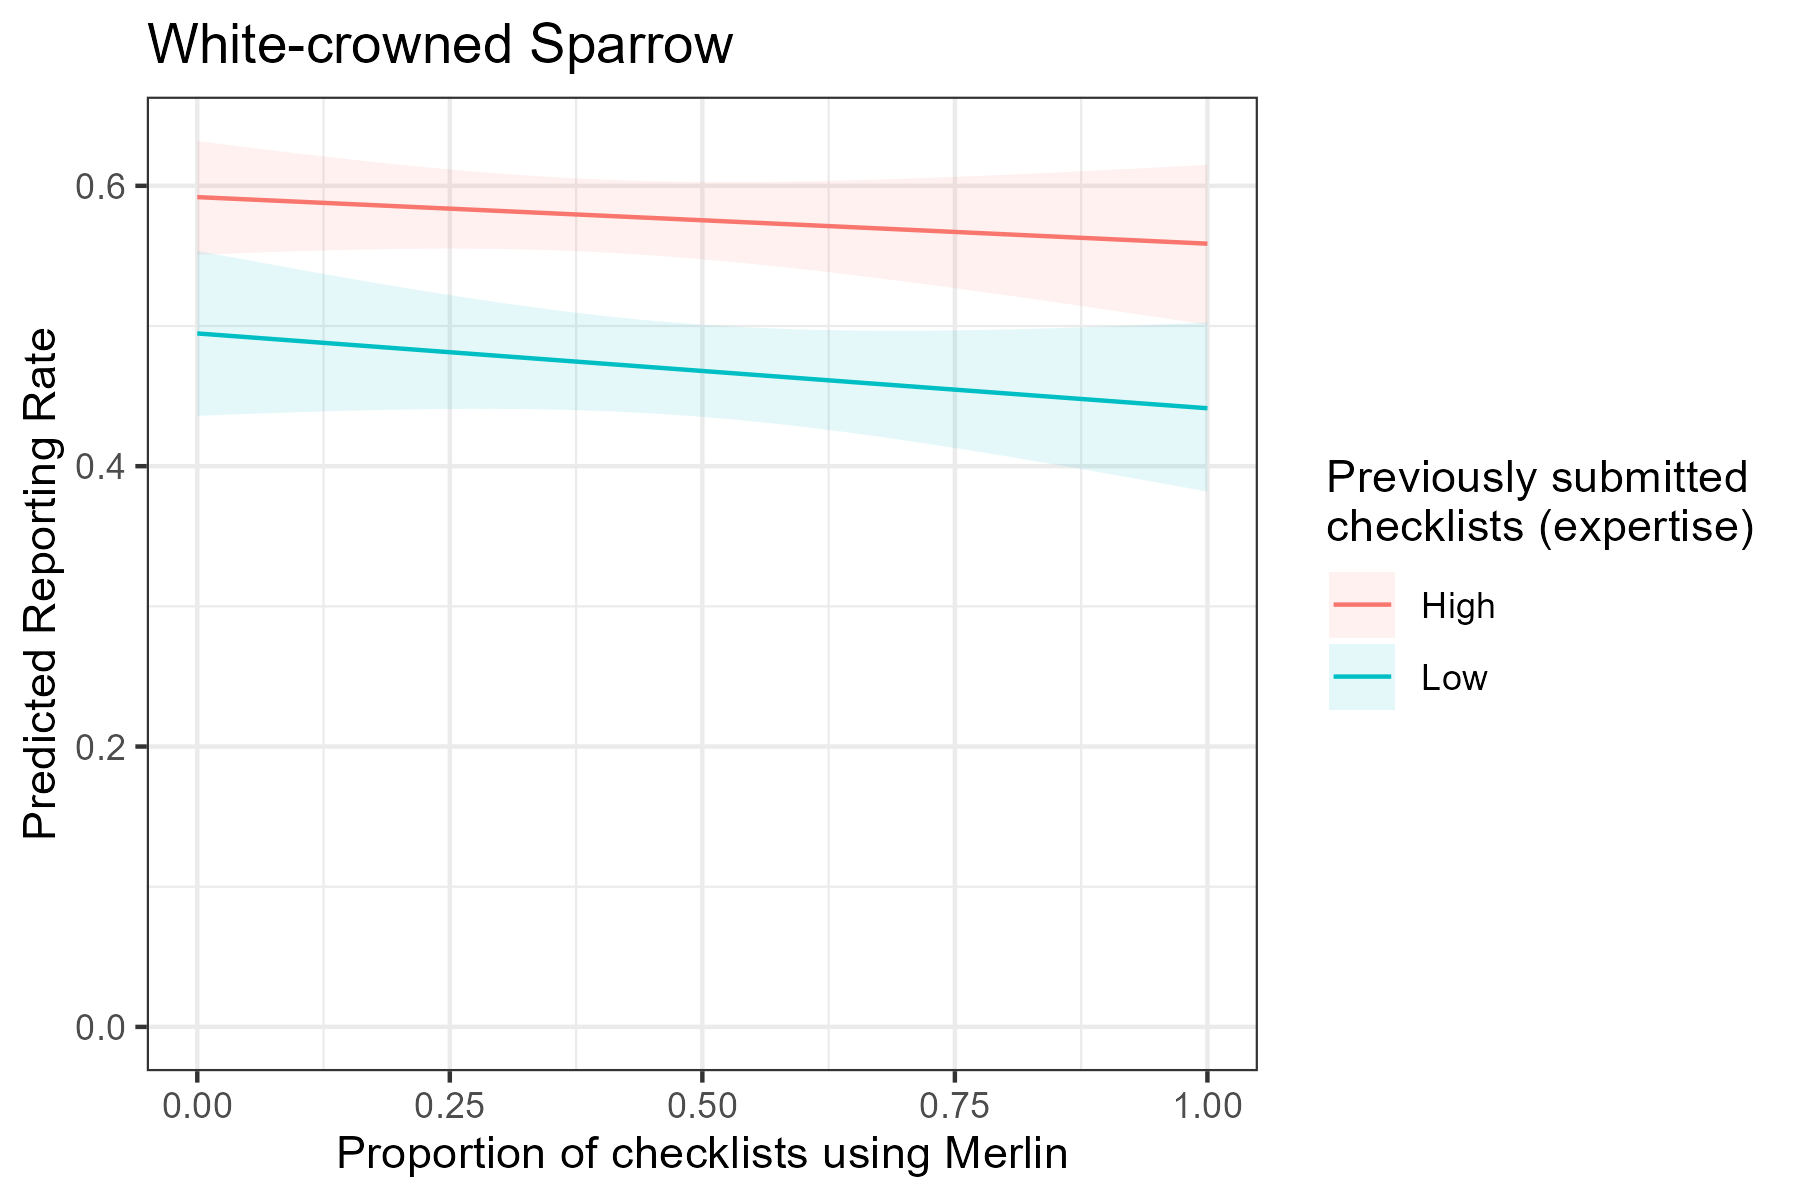 White-crowned Sparrow
Predicted Reporting Rate
0.6
0.4
0.2
0.0
0.00 0.25 0.50 0.75 1.00
Proportion of checklists using Merlin
Previously submitted
checklists (expertise)
High
Low